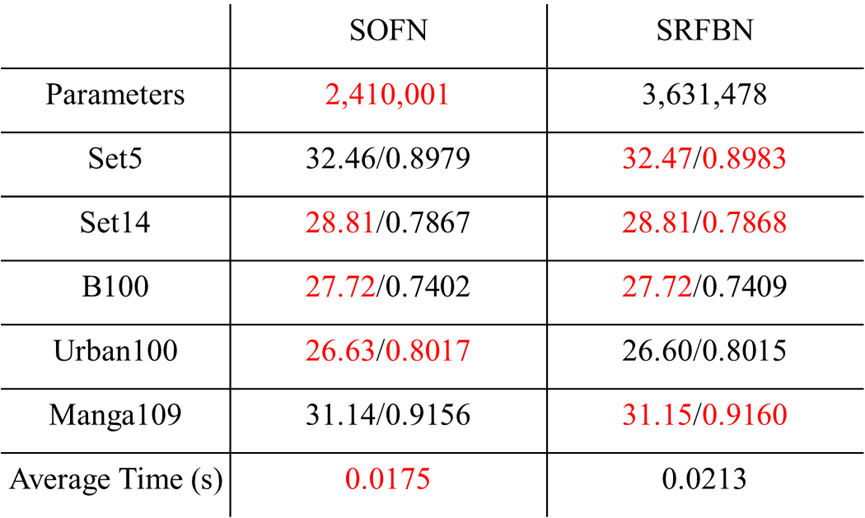 SOFN SRFBN
Parameters 2,410,001 3,631,478
Set5 32.46/0.8979 32.47/0.8983
Set14 28.81/0.7867 28.81/0.7868
B100 27.72/0.7402 27.72/0.7409
Urban100 26.63/0.8017 26.60/0.8015
Manga109 31.14/0.9156 31.15/0.9160
Average Time (s) 0.0175 0.0213